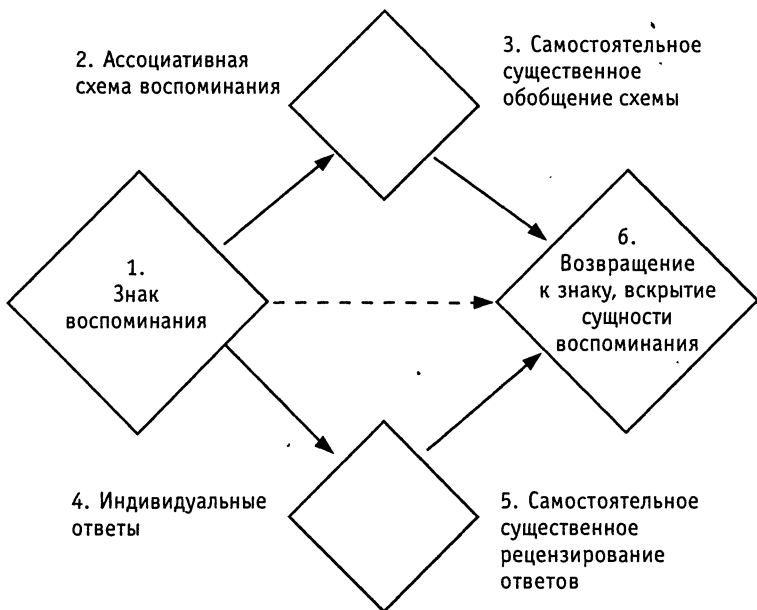 2. Ассоциативная
схема воспоминания
3. Самостоятельное
существенное
обобщение схемы
1.
Знак
воспоминания
6.
Возвращение
к знаку, вскрытие
сущности
воспоминания
4. Индивидуальные
ответы
5. Самостоятельное
существенное
рецензирование
ответов